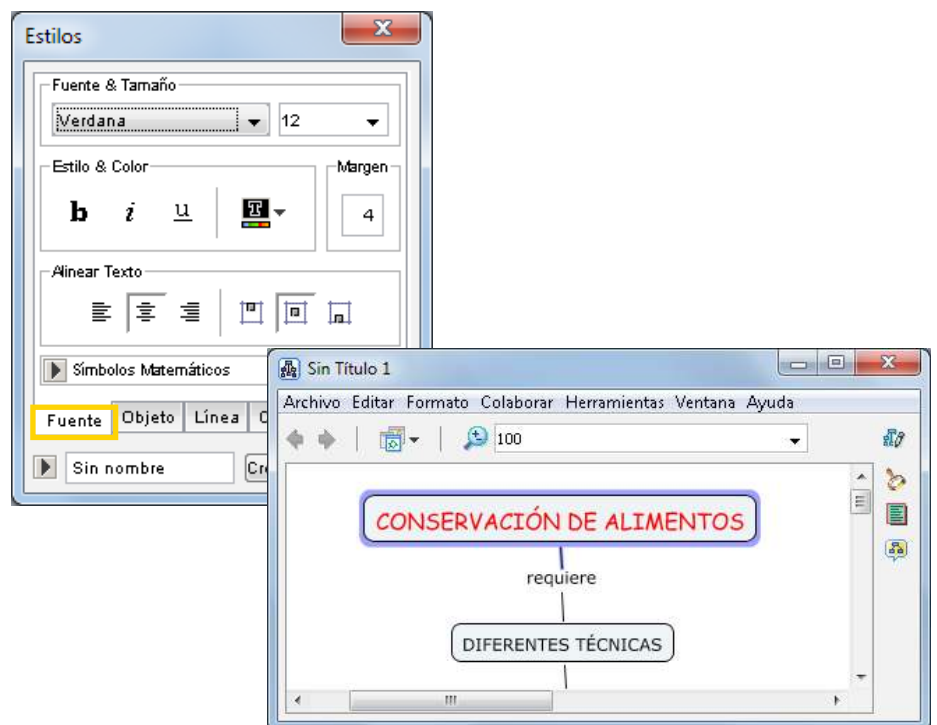 Estilos
Fuente & Tamaño
Verdana 12
Estilo & Color Margen
b i u T 4
Alinear Texto
Símbolos Matemáticos
Fuente Objeto Línea
Sin nombre
Sin Título 1
Archivo Editar Formato Colaborar Herramientas Ventana Ayuda
100
CONSERVACIÓN DE ALIMENTOS
requiere
DIFERENTES TÉCNICAS